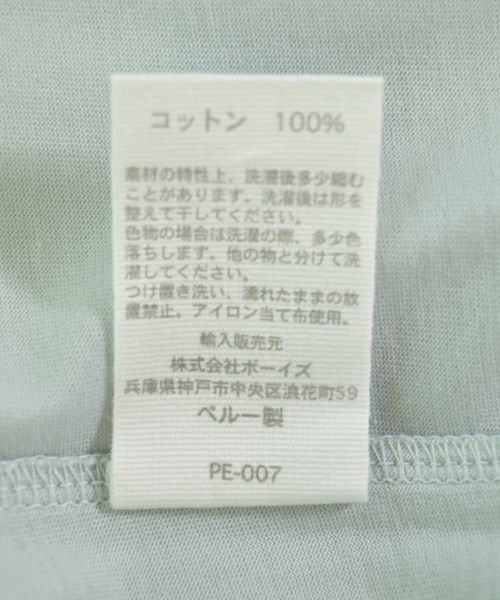 コットン 100%
素材の特性上、洗濯後多少縮む
ことがあります。洗濯後は形を
整えて干してください。
色物の場合は洗濯の際、多少色
落ちします。他の物と分けて洗
濯してください。
つけ置き洗い、濡れたままの放
置禁止。アイロン当て布使用。
輸入販売元
株式会社ボーイズ
兵庫県神戸市中央区浪花町59
ペルー製
PE-007